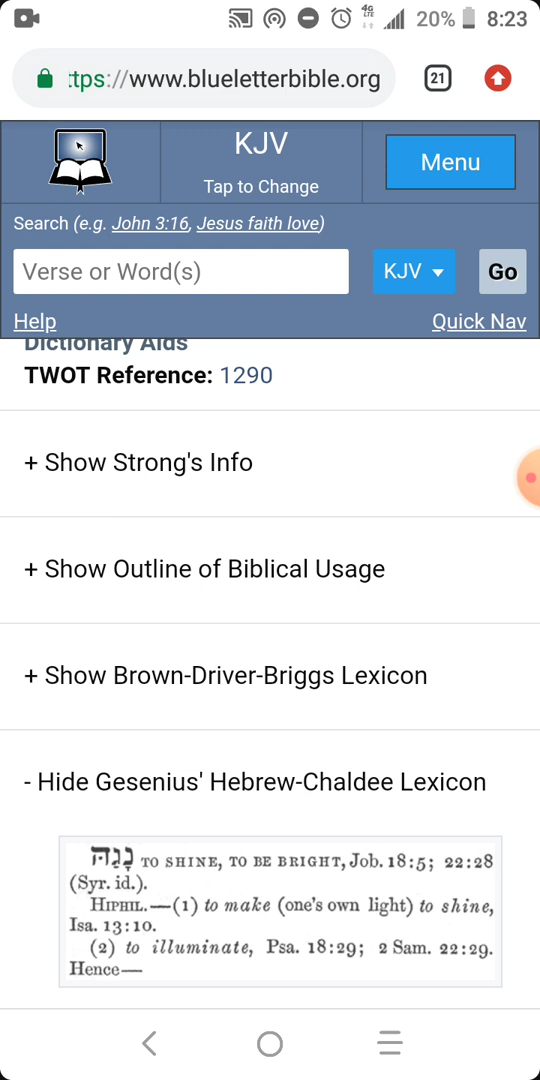 4G
LTE
20%
8:23
ttps://www.blueletterbible.org
21
KJV
Tap to Change
Menu
Search (e.g. John 3:16, Jesus faith love)
Verse or Word(s)
KJV
Go
Help
Quick Nav
Dictionary Aids
TWOT Reference: 1290
+ Show Strong's Info
+ Show Outline of Biblical Usage
+ Show Brown-Driver-Briggs Lexicon
- Hide Gesenius' Hebrew-Chaldee Lexicon
נָגַהּ TO SHINE, TO BE BRIGHT, Job. 18:5; 22:28
(Syr. id.).
HIPHIL.—(1) to make (one's own light) to shine,
Isa. 13:10.
(2) to illuminate, Psa. 18:29; 2 Sam. 22:29.
Hence—